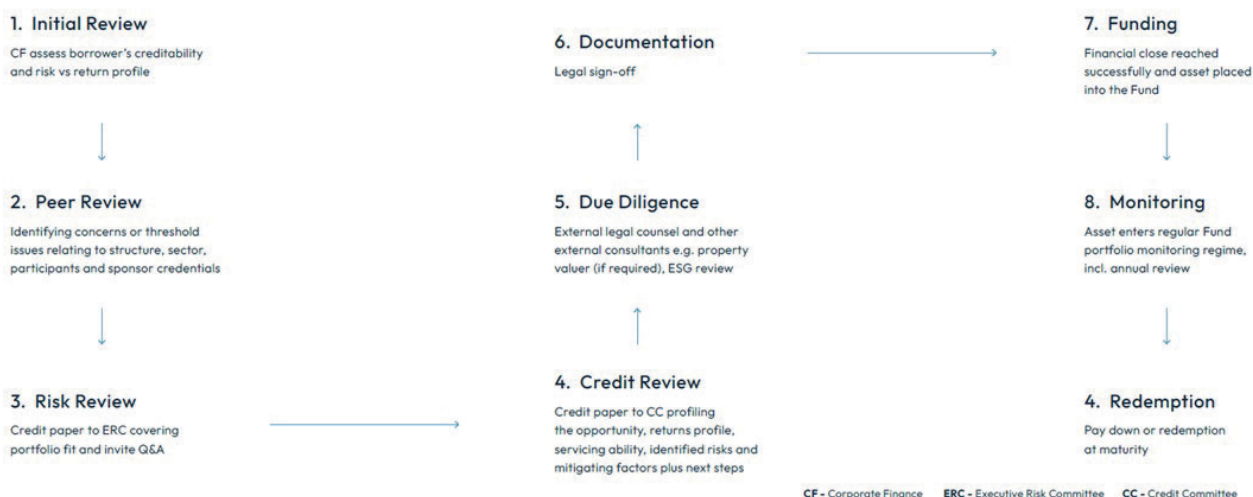 1. Initial Review
CF assess borrower's creditability
and risk vs return profile
2. Peer Review
Identifying concerns or threshold
issues relating to structure, sector,
participants and sponsor credentials
3. Risk Review
Credit paper to ERC covering
portfolio fit and invite Q&A
4. Credit Review
Credit paper to CC profiling
the opportunity, returns profile,
servicing ability, identified risks and
mitigating factors plus next steps
5. Due Diligence
External legal counsel and other
external consultants e.g. property
valuer (if required), ESG review
6. Documentation
Legal sign-off
7. Funding
Financial close reached
successfully and asset placed
into the Fund
8. Monitoring
Asset enters regular Fund
portfolio monitoring regime,
incl. annual review
4. Redemption
Pay down or redemption
at maturity
CF - Corporate Finance ERC - Executive Risk Committee CC - Credit Committee